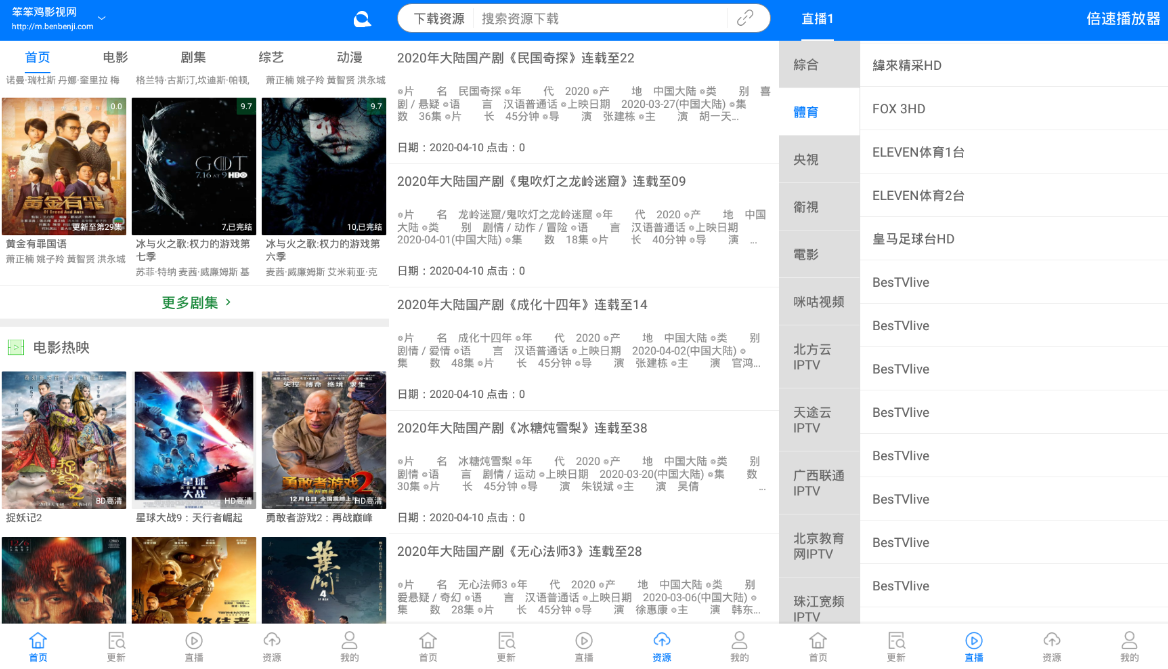 笨笨鸡影视网
http://m.benbenji.com
首页 电影 剧集 综艺 动漫
诺曼·瑞杜斯 丹娜·奎里拉 梅
格兰特·古斯汀,坎迪斯·帕顿,
萧正楠 姚子羚 黄智贤 洪永城
0.0
黄金有罪
更新至第29集
9.7
GOT
7.16 HBO
7,已完结
9.7
10,已完结
黄金有罪国语
萧正楠 姚子羚 黄智贤 洪永城
冰与火之歌:权力的游戏第
七季
苏菲·特纳 麦茜·威廉姆斯 基
冰与火之歌:权力的游戏第
六季
麦茜·威廉姆斯 艾米莉亚·克
更多剧集
电影热映
捉妖记2
BD高清
星球大战
HD高清
勇敢者游戏2
HD高清
捉妖记2
星球大战9:天行者崛起
勇敢者游戏2:再战巅峰
葉問
4
首页 更新 直播 资源 我的
下载资源 搜索资源下载
2020年大陆国产剧《民国奇探》连载至22
◎片 名 民国奇探 ◎年 代 2020 ◎产 地 中国大陆 ◎类 别 喜
剧 / 悬疑 ◎语 言 汉语普通话 ◎上映日期 2020-03-27(中国大陆) ◎集
数 36集 ◎片 长 45分钟 ◎导 演 张建栋 ◎主 演 胡一天...
日期:2020-04-10 点击:0
2020年大陆国产剧《鬼吹灯之龙岭迷窟》连载至09
◎片 名 龙岭迷窟/鬼吹灯之龙岭迷窟 ◎年 代 2020 ◎产 地 中国
大陆 ◎类 别 剧情 / 动作 / 冒险 ◎语 言 汉语普通话 ◎上映日期
2020-04-01(中国大陆) ◎集 数 18集 ◎片 长 40分钟 ◎导 演 ...
日期:2020-04-10 点击:0
2020年大陆国产剧《成化十四年》连载至14
◎片 名 成化十四年 ◎年 代 2020 ◎产 地 中国大陆 ◎类 别
剧情 / 爱情 ◎语 言 汉语普通话 ◎上映日期 2020-04-02(中国大陆) ◎
集 数 48集 ◎片 长 45分钟 ◎导 演 张建栋 ◎主 演 官鸿...
日期:2020-04-10 点击:0
2020年大陆国产剧《冰糖炖雪梨》连载至38
◎片 名 冰糖炖雪梨 ◎年 代 2020 ◎产 地 中国大陆 ◎类 别
剧情 ◎语 言 剧情 / 运动 ◎上映日期 2020-03-20(中国大陆) ◎集 数
30集 ◎片 长 45分钟 ◎导 演 朱锐斌 ◎主 演 吴倩 ...
日期:2020-04-10 点击:0
2020年大陆国产剧《无心法师3》连载至28
◎片 名 无心法师3 ◎年 代 2020 ◎产 地 中国大陆 ◎类 别
爱悬疑 / 奇幻 ◎语 言 汉语普通话 ◎上映日期 2020-03-06(中国大陆) ◎
集 数 28集 ◎片 长 45分钟 ◎导 演 徐惠康 ◎主 演 韩东...
首页 更新 直播 资源 我的
直播1
倍速播放器
綜合
體育
央視
衛視
電影
咪咕视频
北方云
IPTV
天途云
IPTV
广西联通
IPTV
北京教育
网IPTV
珠江宽频
IPTV
緯來精采HD
FOX 3HD
ELEVEN体育1台
ELEVEN体育2台
皇马足球台HD
BesTVlive
BesTVlive
BesTVlive
BesTVlive
BesTVlive
BesTVlive
BesTVlive
BesTVlive
首页 更新 直播 资源 我的